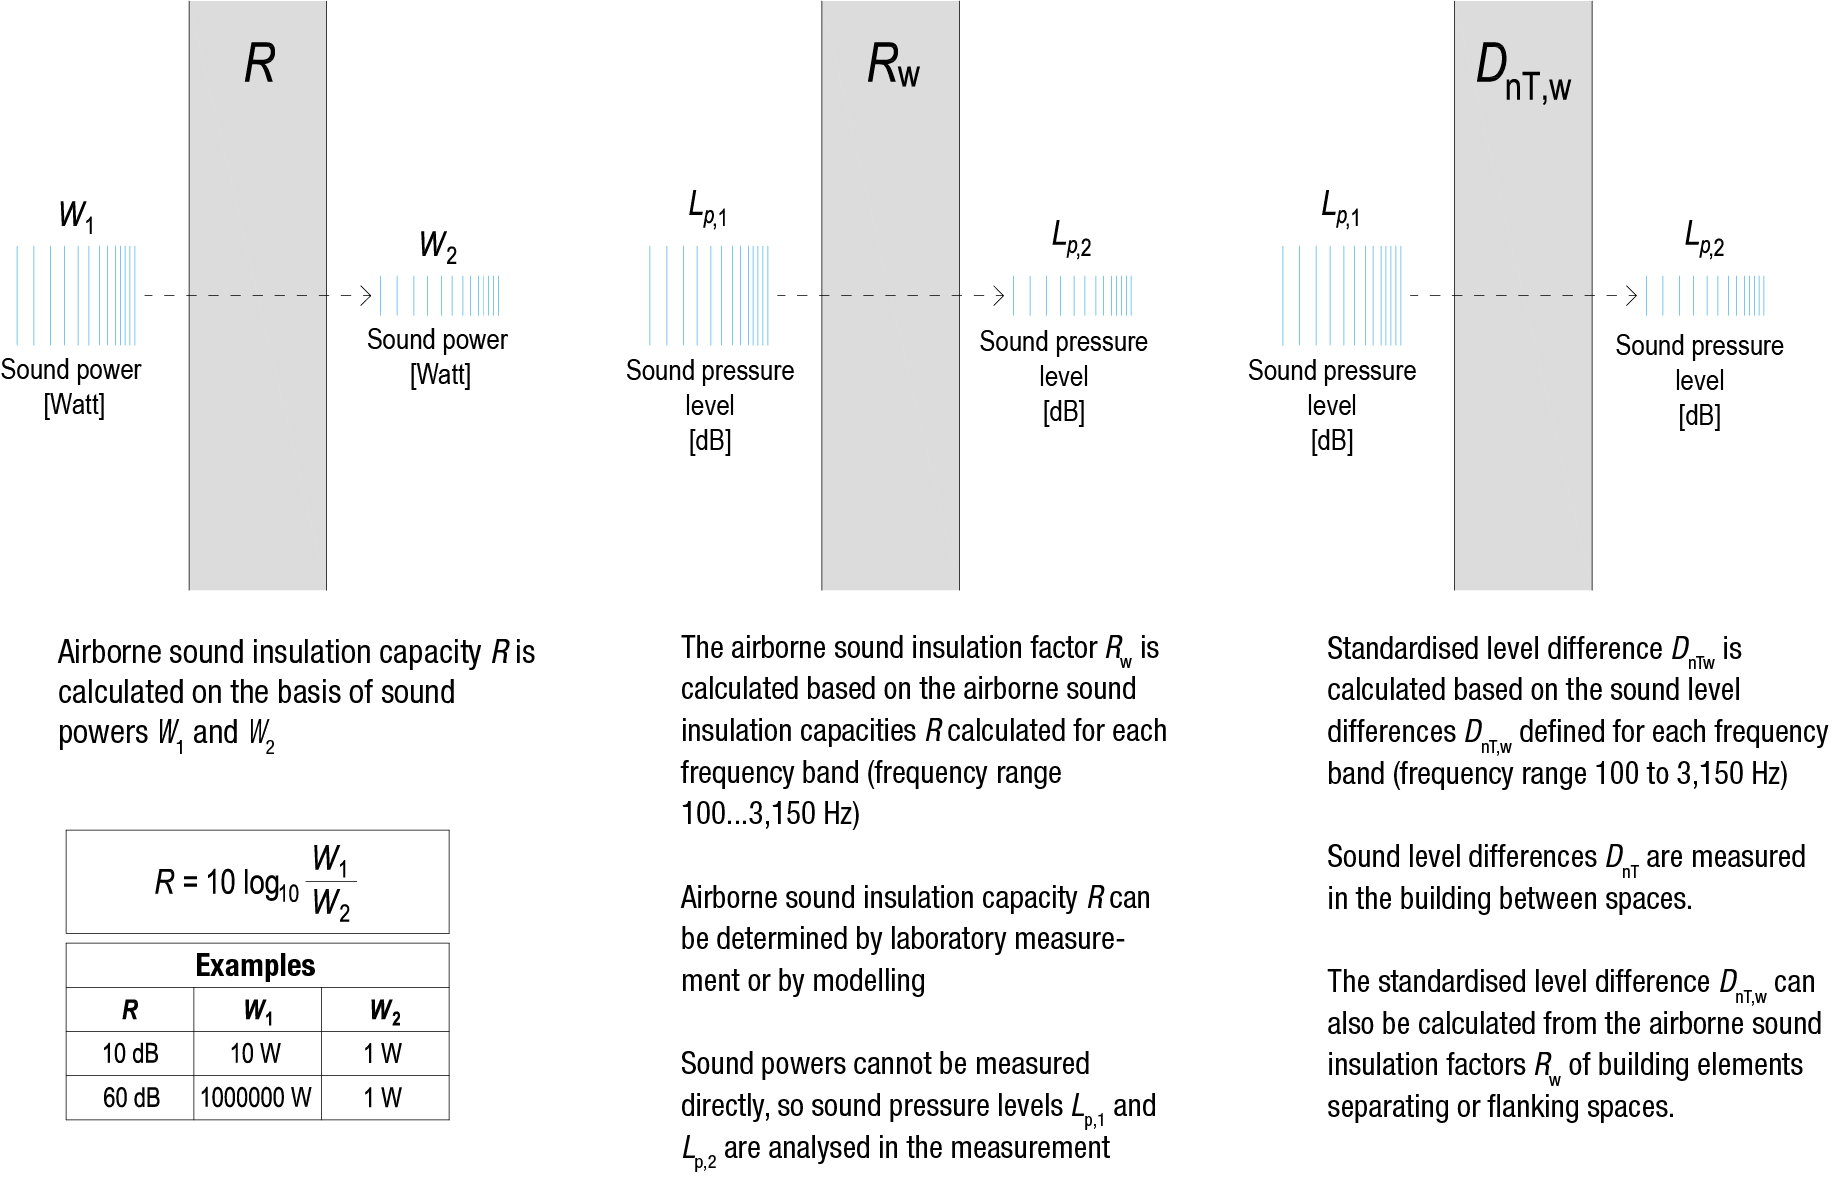 R
W1
Sound power
[Watt]
W2
Sound power
[Watt]
Airborne sound insulation capacity R is
calculated on the basis of sound
powers W1 and W2
R = 10 log10 W1/W2
Examples
R W1 W2
10 dB 10 W 1 W
60 dB 1000000 W 1 W
Rw
Lp,1
Sound pressure
level
[dB]
Lp,2
Sound pressure
level
[dB]
The airborne sound insulation factor Rw is
calculated based on the airborne sound
insulation capacities R calculated for each
frequency band (frequency range
100...3,150 Hz)
Airborne sound insulation capacity R can
be determined by laboratory measure-
ment or by modelling
Sound powers cannot be measured
directly, so sound pressure levels Lp,1 and
Lp,2 are analysed in the measurement
DnT,w
Lp,1
Sound pressure
level
[dB]
Lp,2
Sound pressure
level
[dB]
Standardised level difference DnTw is
calculated based on the sound level
differences DnT,w defined for each frequency
band (frequency range 100 to 3,150 Hz)
Sound level differences DnT are measured
in the building between spaces.
The standardised level difference DnT,w can
also be calculated from the airborne sound
insulation factors Rw of building elements
separating or flanking spaces.